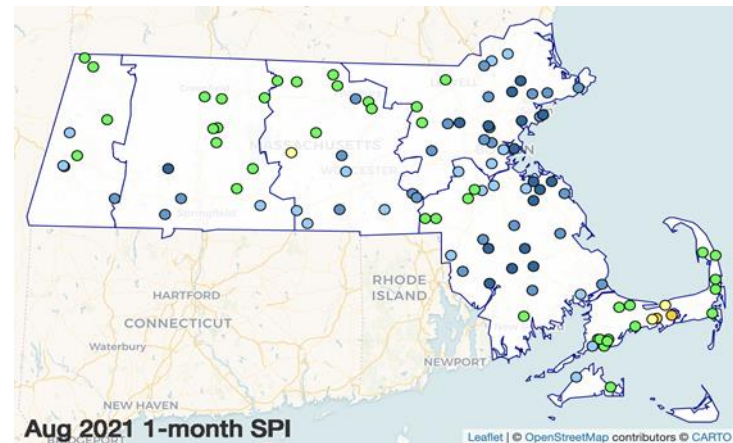 LOWELL
MASSACHUSETTS
WORCESTER
Springfield
HARTFORD
CONNECTICUT
Waterbury
RHODE
ISLAND
NEWPORT
NEW HAVEN
Aug 2021 1-month SPI
Leaflet | © OpenStreetMap contributors © CARTO